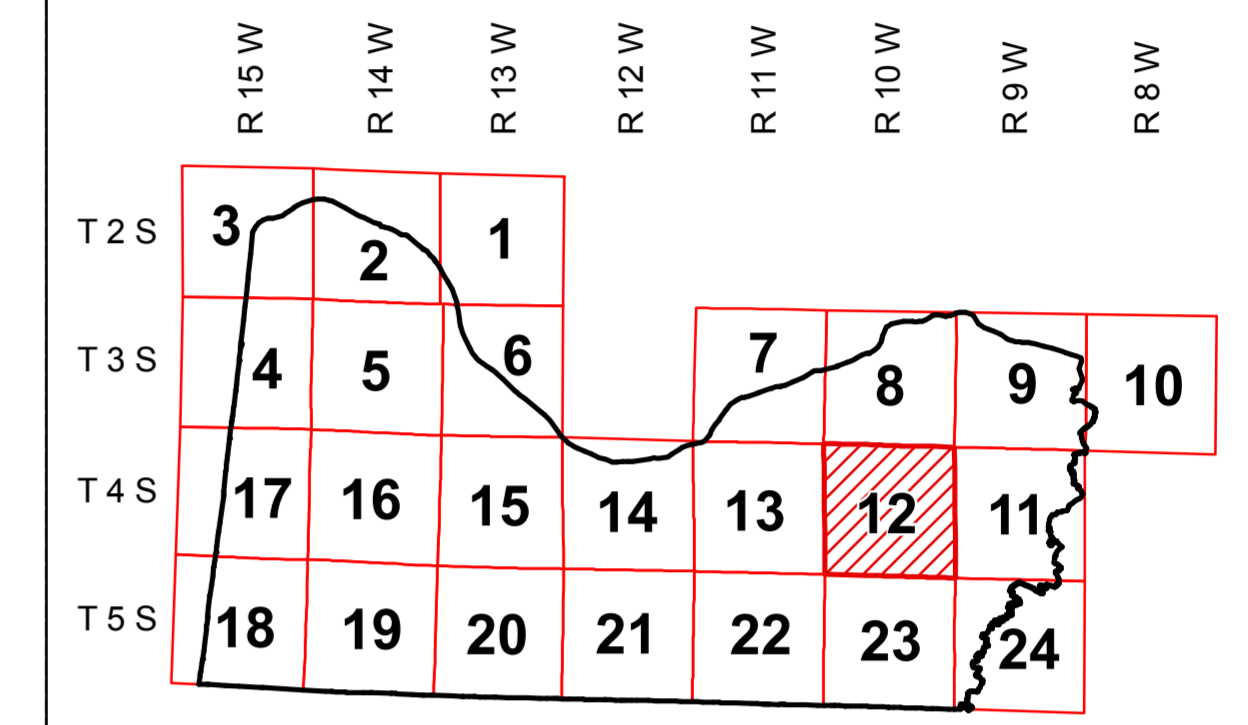 R 15 W R 14 W R 13 W R 12 W R 11 W R 10 W R 9 W R 8 W
T 2 S 3 2 1
T 3 S 4 5 6 7 8 9 10
T 4 S 17 16 15 14 13 12 11
T 5 S 18 19 20 21 22 23 24